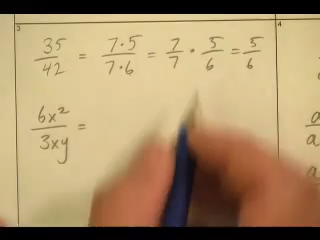 3
4
35/42 = 7·5/7·6 = 7/7 · 5/6 = 5/6
6x²/3xy =
a/a